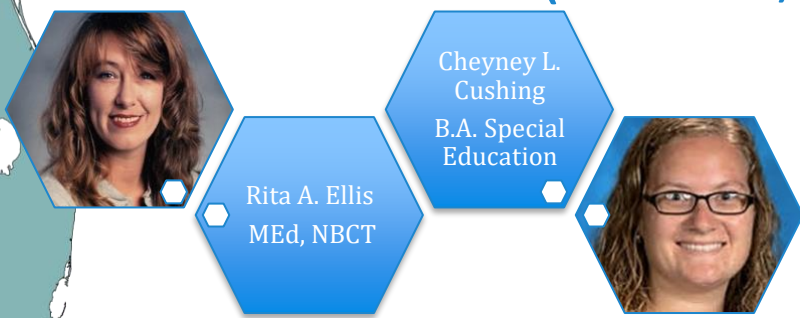 Cheyney L.
Cushing
B.A. Special
Education
Rita A. Ellis
MEd, NBCT